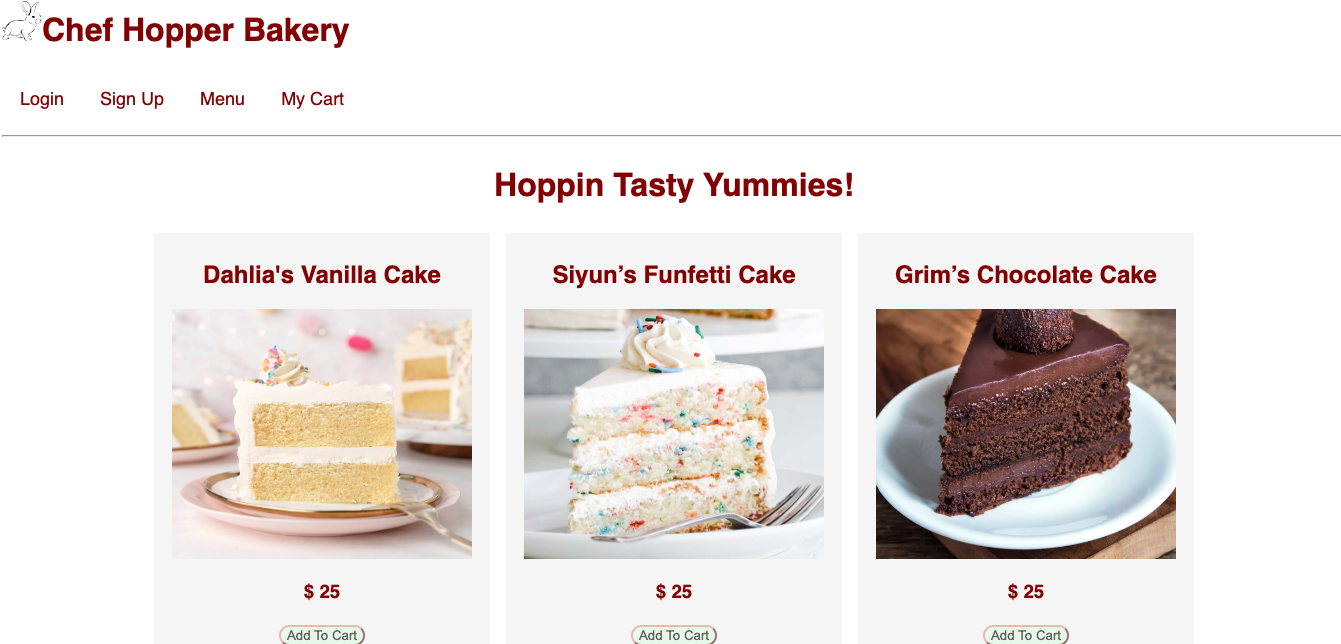 Chef Hopper Bakery
Login Sign Up Menu My Cart
Hoppin Tasty Yummies!
Dahlia's Vanilla Cake
Siyun’s Funfetti Cake
Grim’s Chocolate Cake
$ 25
$ 25
$ 25
Add To Cart
Add To Cart
Add To Cart